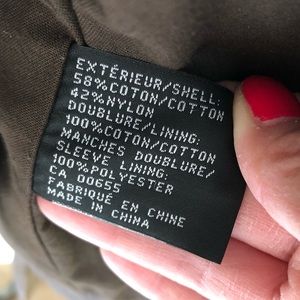 EXTÉRIEUR/SHELL:
58%COTON/COTTON
42%NYLON
DOUBLURE/LINING:
100%COTON/COTTON
MANCHES DOUBLURE/
SLEEVE LINING:
100%POLYESTER
CA 00655
FABRIQUÉ EN CHINE
MADE IN CHINA